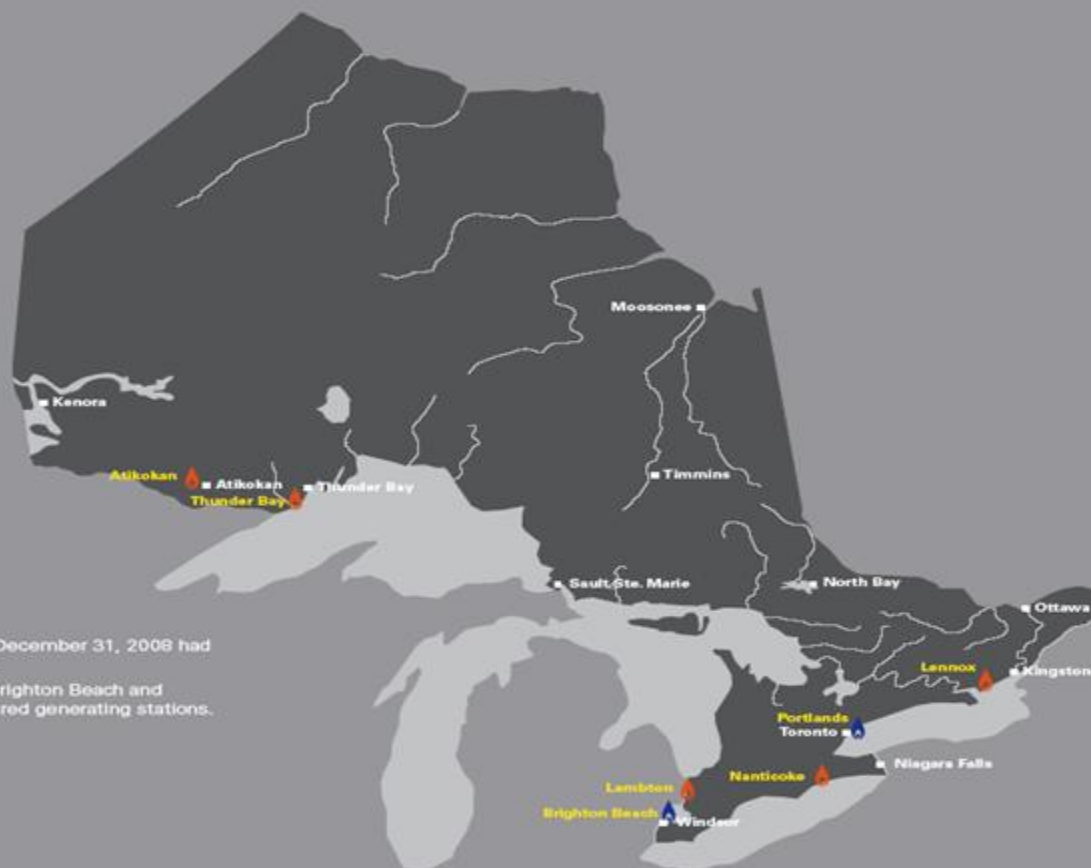 Moosonee
Kenora
Atikokan
Atikokan
Thunder Bay
Thunder Bay
Timmins
Sault Ste. Marie
North Bay
Ottawa
December 31, 2008 had
righton Beach and
red generating stations.
Lennox
Kingston
Portlands
Toronto
Niagara Falls
Nanticoke
Lambton
Brighton Beach
Windsor